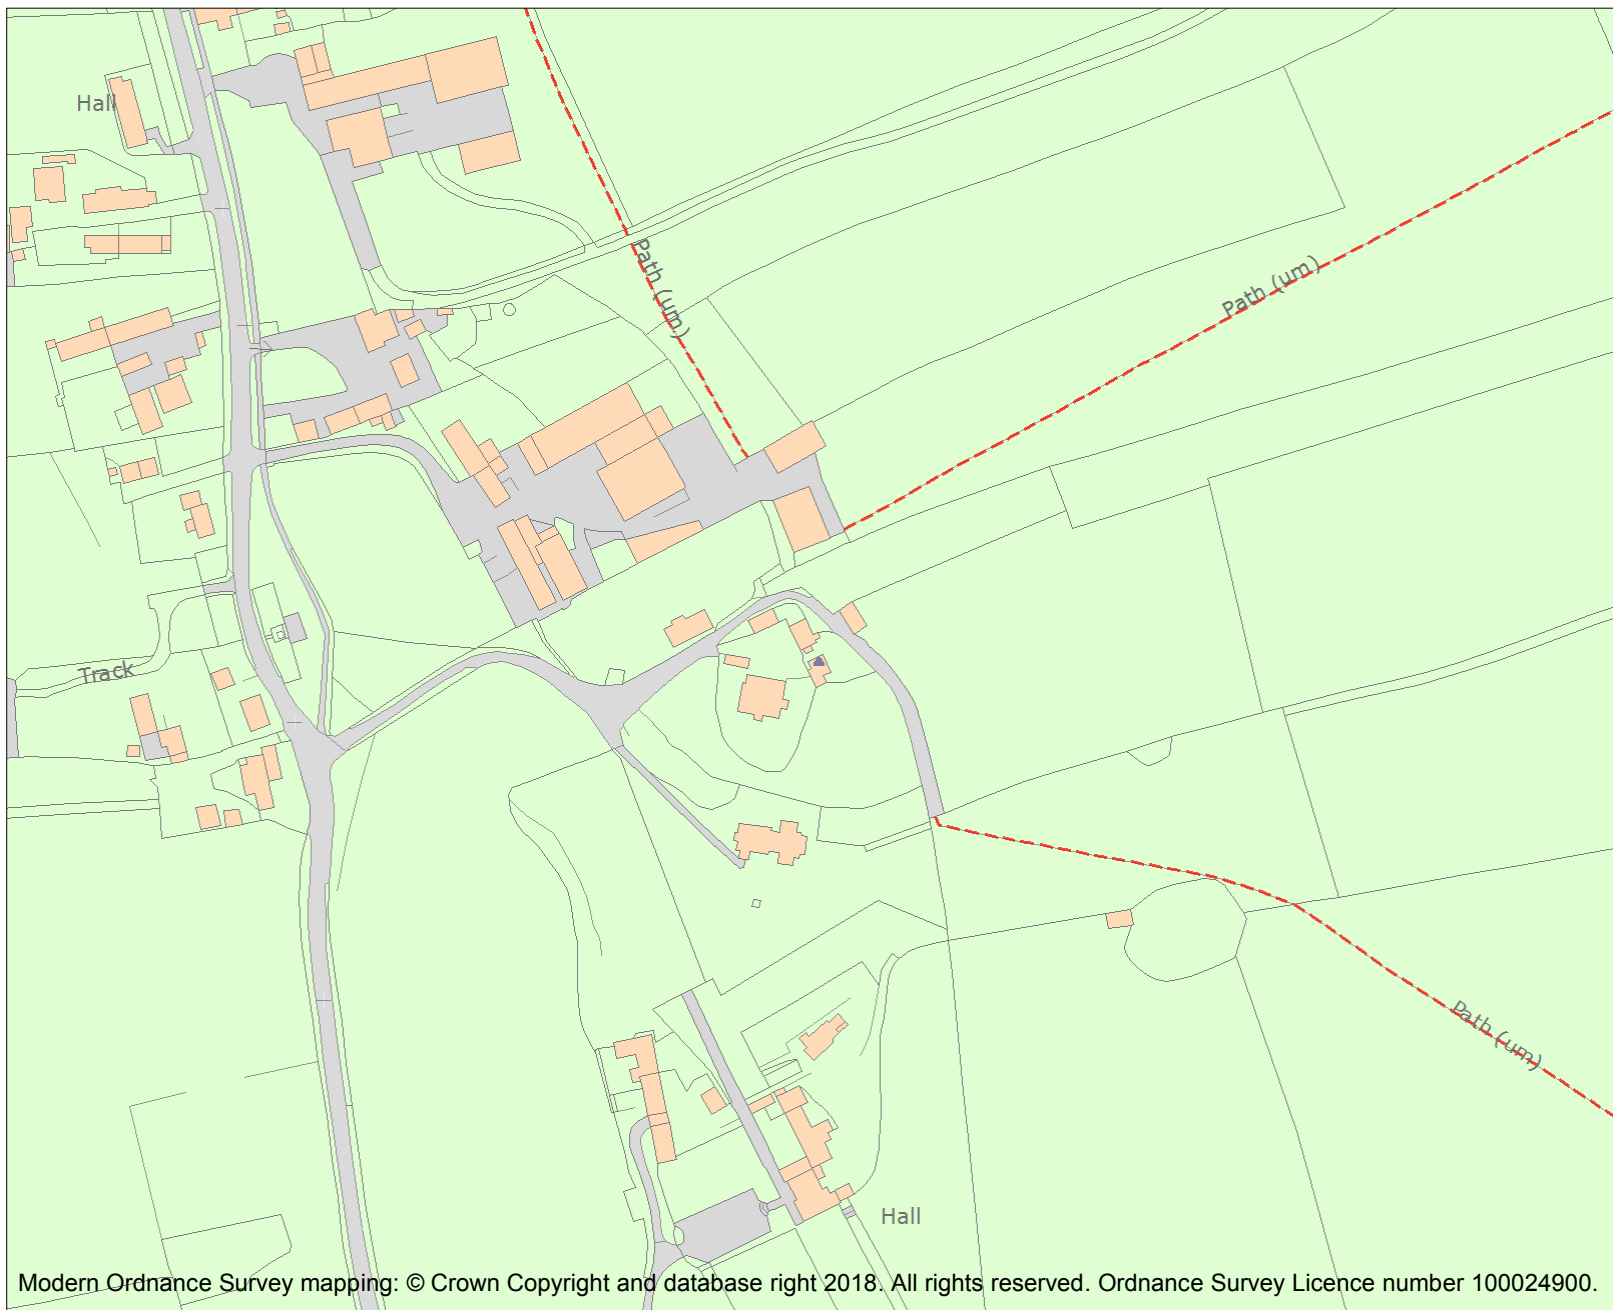 Hall
Path (um)
Path (um)
Track
Path (um)
Hall
Modern Ordnance Survey mapping: © Crown Copyright and database right 2018. All rights reserved. Ordnance Survey Licence number 100024900.